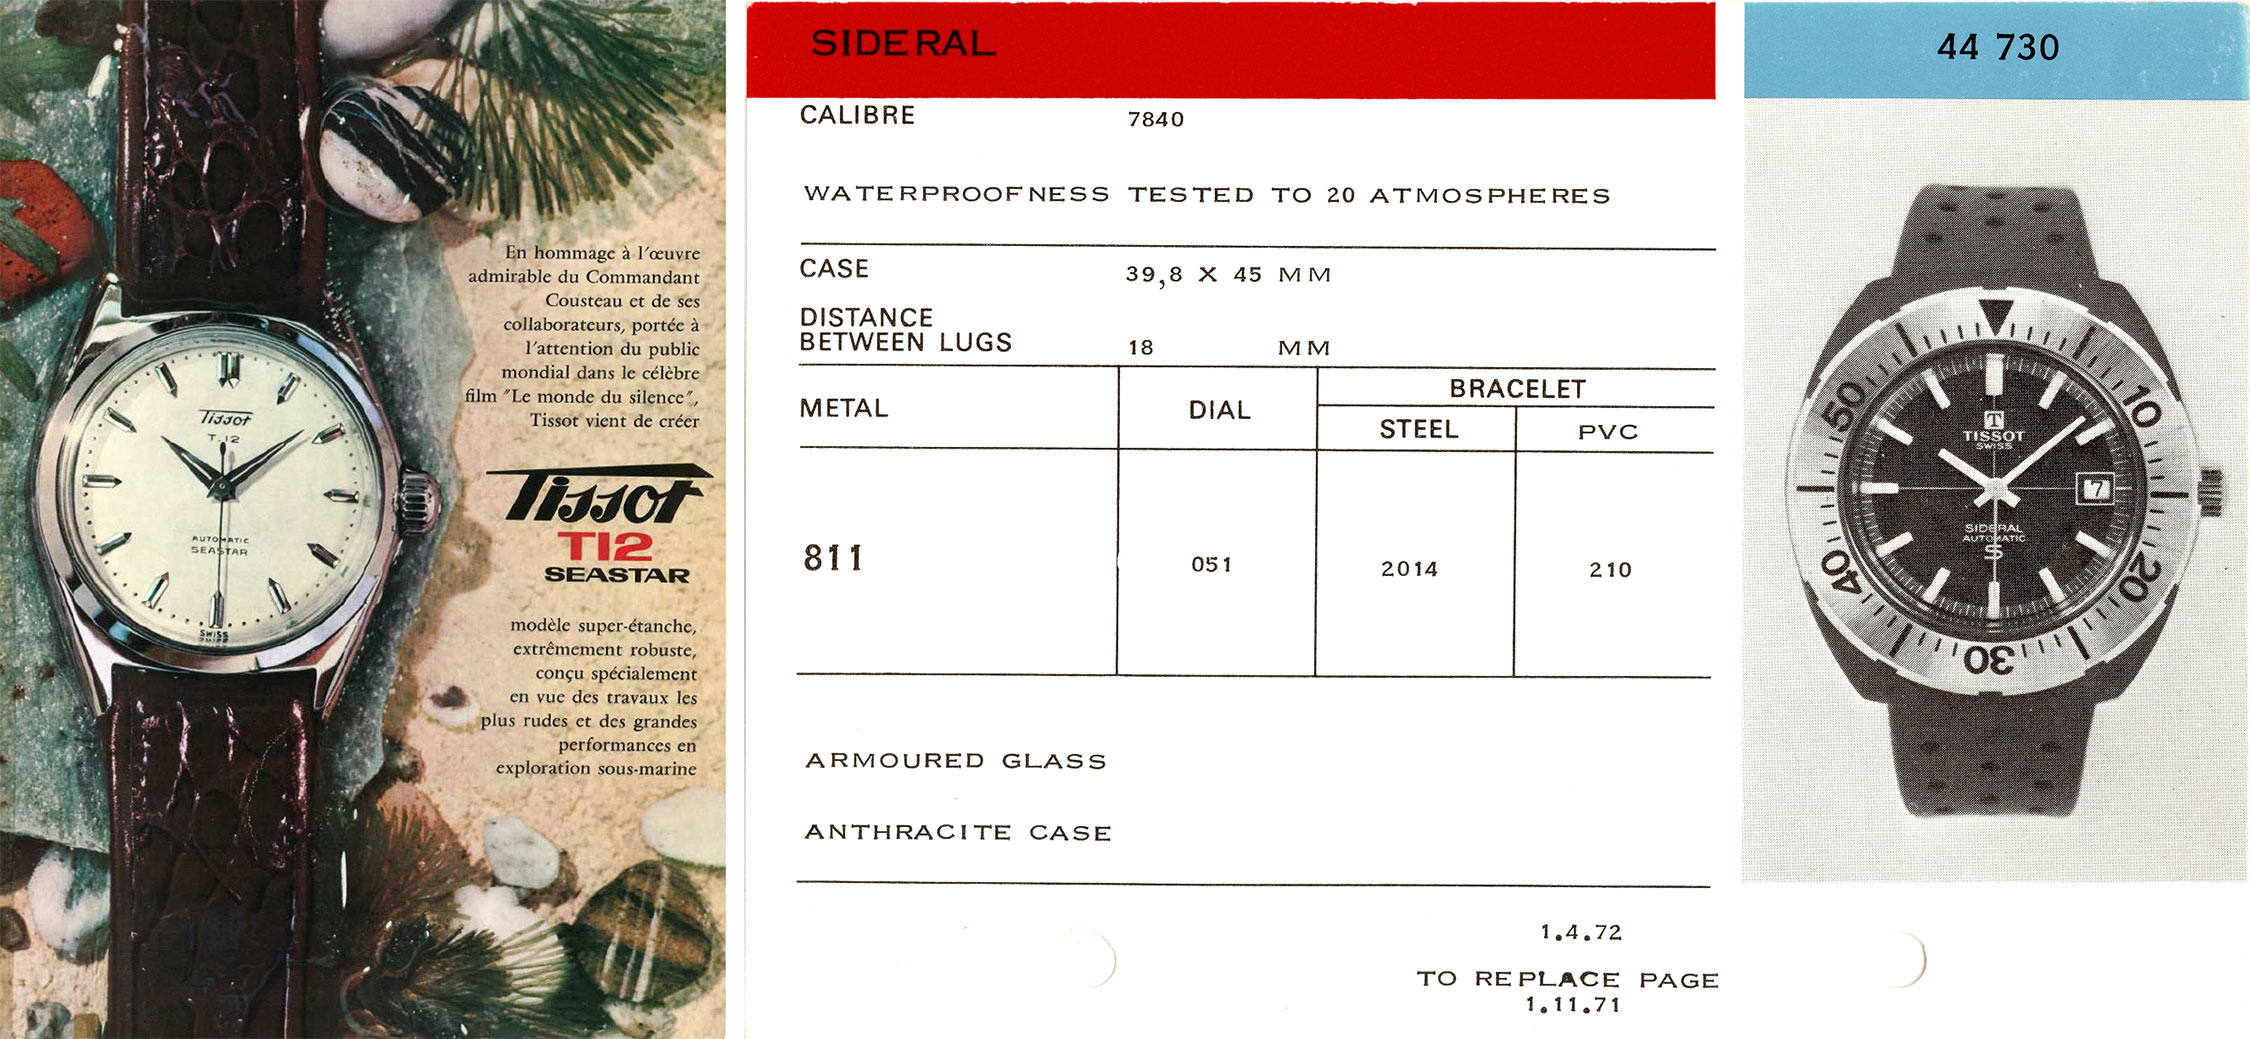 Tissot
T.12
AUTOMATIC
SEASTAR
SWISS
En hommage à l'œuvre
admirable du Commandant
Cousteau et de ses
collaborateurs, portée à
l'attention du public
mondial dans le célèbre
film "Le monde du silence",
Tissot vient de créer
Tissot
T12
SEASTAR
modèle super-étanche,
extrêmement robuste,
conçu spécialement
en vue des travaux les
plus rudes et des grandes
performances en
exploration sous-marine
SIDERAL
CALIBRE 7840
WATERPROOFNESS TESTED TO 20 ATMOSPHERES
CASE 39,8 X 45 MM
DISTANCE
BETWEEN LUGS 18 MM
METAL DIAL BRACELET
STEEL PVC
811 051 2014 210
ARMOURED GLASS
ANTHRACITE CASE
1.4.72
TO REPLACE PAGE
1.11.71
44 730
10
20
30
40
50
T
TISSOT
SWISS
7
SIDERAL
AUTOMATIC
S